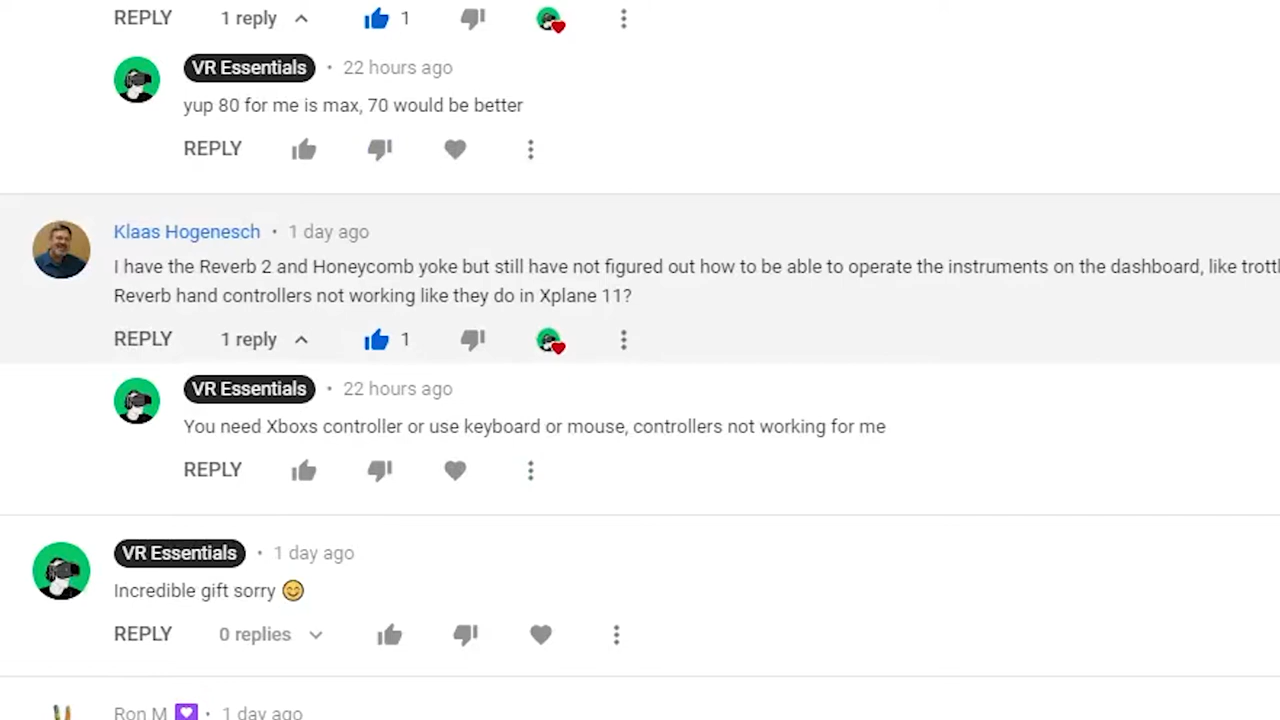 REPLY 1 reply 1
VR Essentials • 22 hours ago
yup 80 for me is max, 70 would be better
REPLY
Klaas Hogenesch • 1 day ago
I have the Reverb 2 and Honeycomb yoke but still have not figured out how to be able to operate the instruments on the dashboard, like
Reverb hand controllers not working like they do in Xplane 11?
REPLY 1 reply 1
VR Essentials • 22 hours ago
You need Xboxs controller or use keyboard or mouse, controllers not working for me
REPLY
VR Essentials • 1 day ago
Incredible gift sorry 😊
REPLY 0 replies
Ron M • 1 day ago